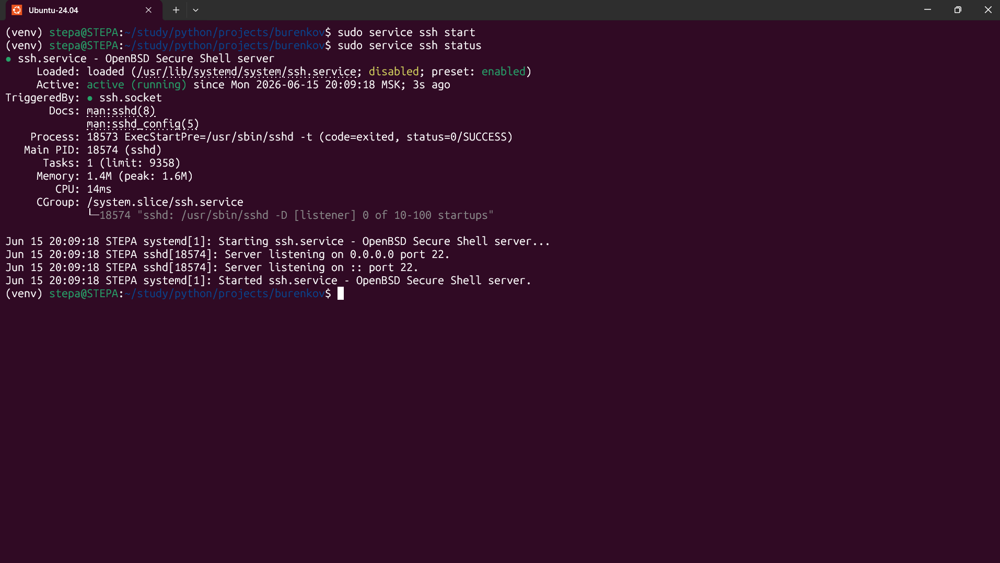 Ubuntu-24.04
(venv) stepa@STEPA:~/study/python/projects/burenkov$ sudo service ssh start
(venv) stepa@STEPA:~/study/python/projects/burenkov$ sudo service ssh status
● ssh.service - OpenBSD Secure Shell server
     Loaded: loaded (/usr/lib/systemd/system/ssh.service; disabled; preset: enabled)
     Active: active (running) since Mon 2026-06-15 20:09:18 MSK; 3s ago
TriggeredBy: ● ssh.socket
       Docs: man:sshd(8)
             man:sshd_config(5)
    Process: 18573 ExecStartPre=/usr/sbin/sshd -t (code=exited, status=0/SUCCESS)
   Main PID: 18574 (sshd)
      Tasks: 1 (limit: 9358)
     Memory: 1.4M (peak: 1.6M)
        CPU: 14ms
     CGroup: /system.slice/ssh.service
             └─18574 "sshd: /usr/sbin/sshd -D [listener] 0 of 10-100 startups"
Jun 15 20:09:18 STEPA systemd[1]: Starting ssh.service - OpenBSD Secure Shell server...
Jun 15 20:09:18 STEPA sshd[18574]: Server listening on 0.0.0.0 port 22.
Jun 15 20:09:18 STEPA sshd[18574]: Server listening on :: port 22.
Jun 15 20:09:18 STEPA systemd[1]: Started ssh.service - OpenBSD Secure Shell server.
(venv) stepa@STEPA:~/study/python/projects/burenkov$